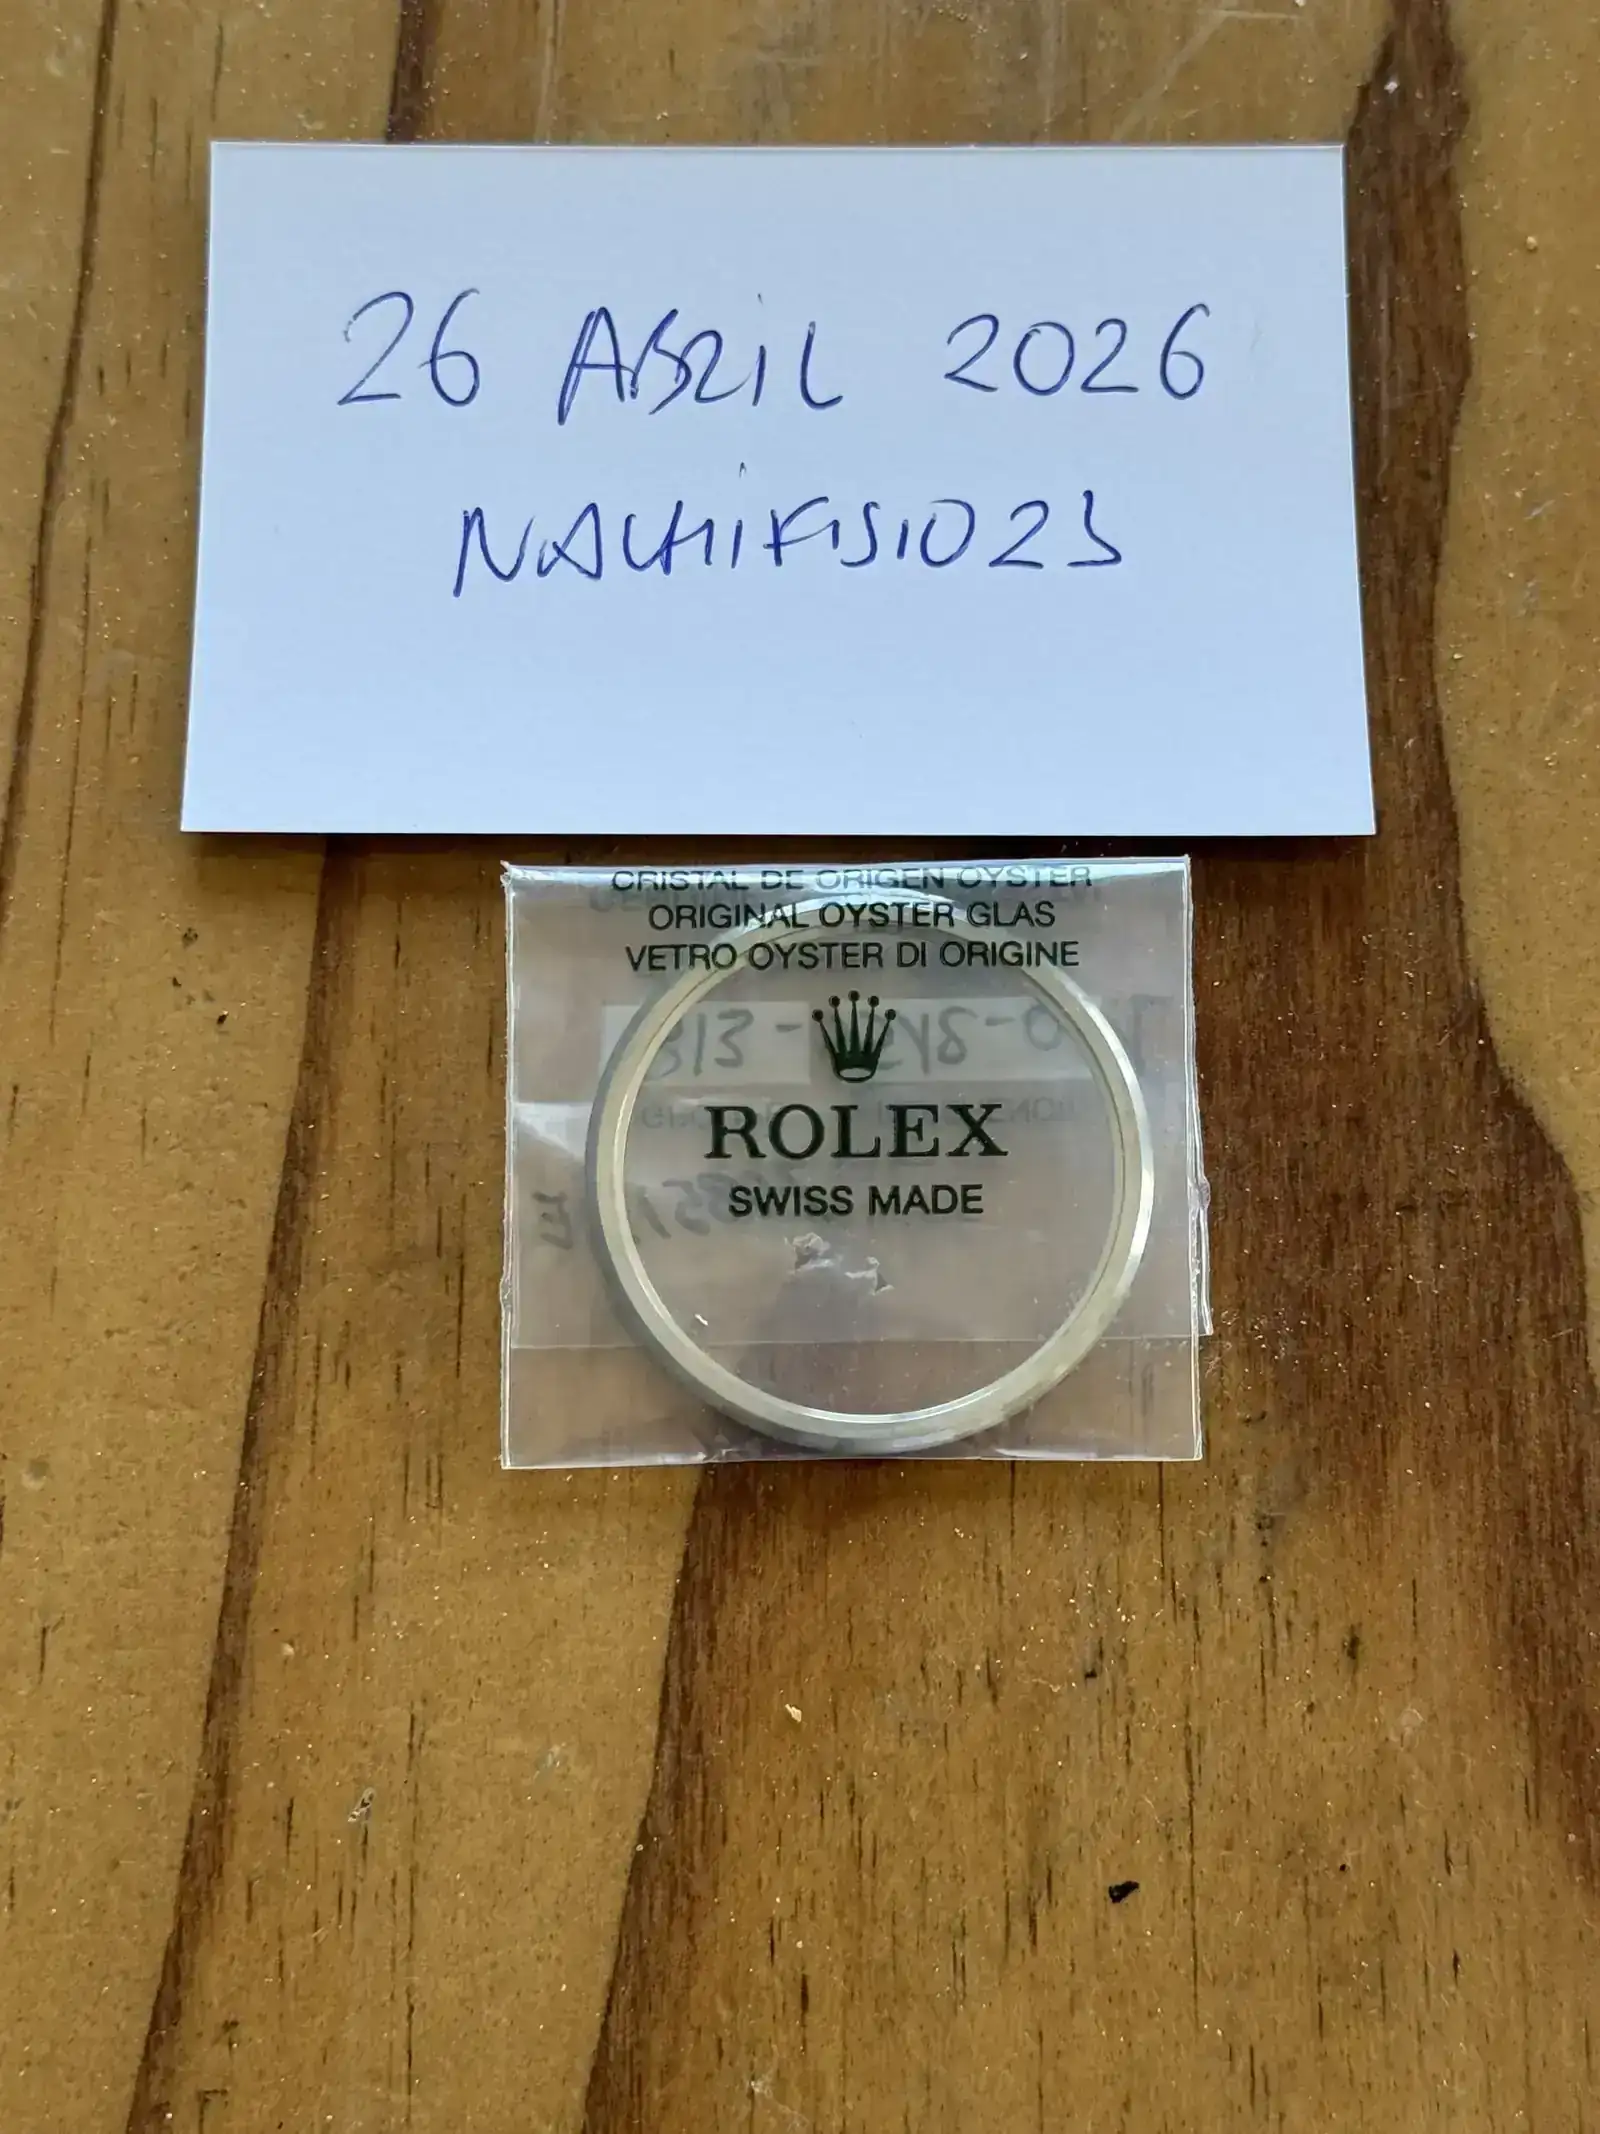 26 ABRIL 2026
NACHIFISIO23
CRISTAL DE ORIGEN OYSTER
ORIGINAL OYSTER GLAS
VETRO OYSTER DI ORIGINE
ROLEX
SWISS MADE